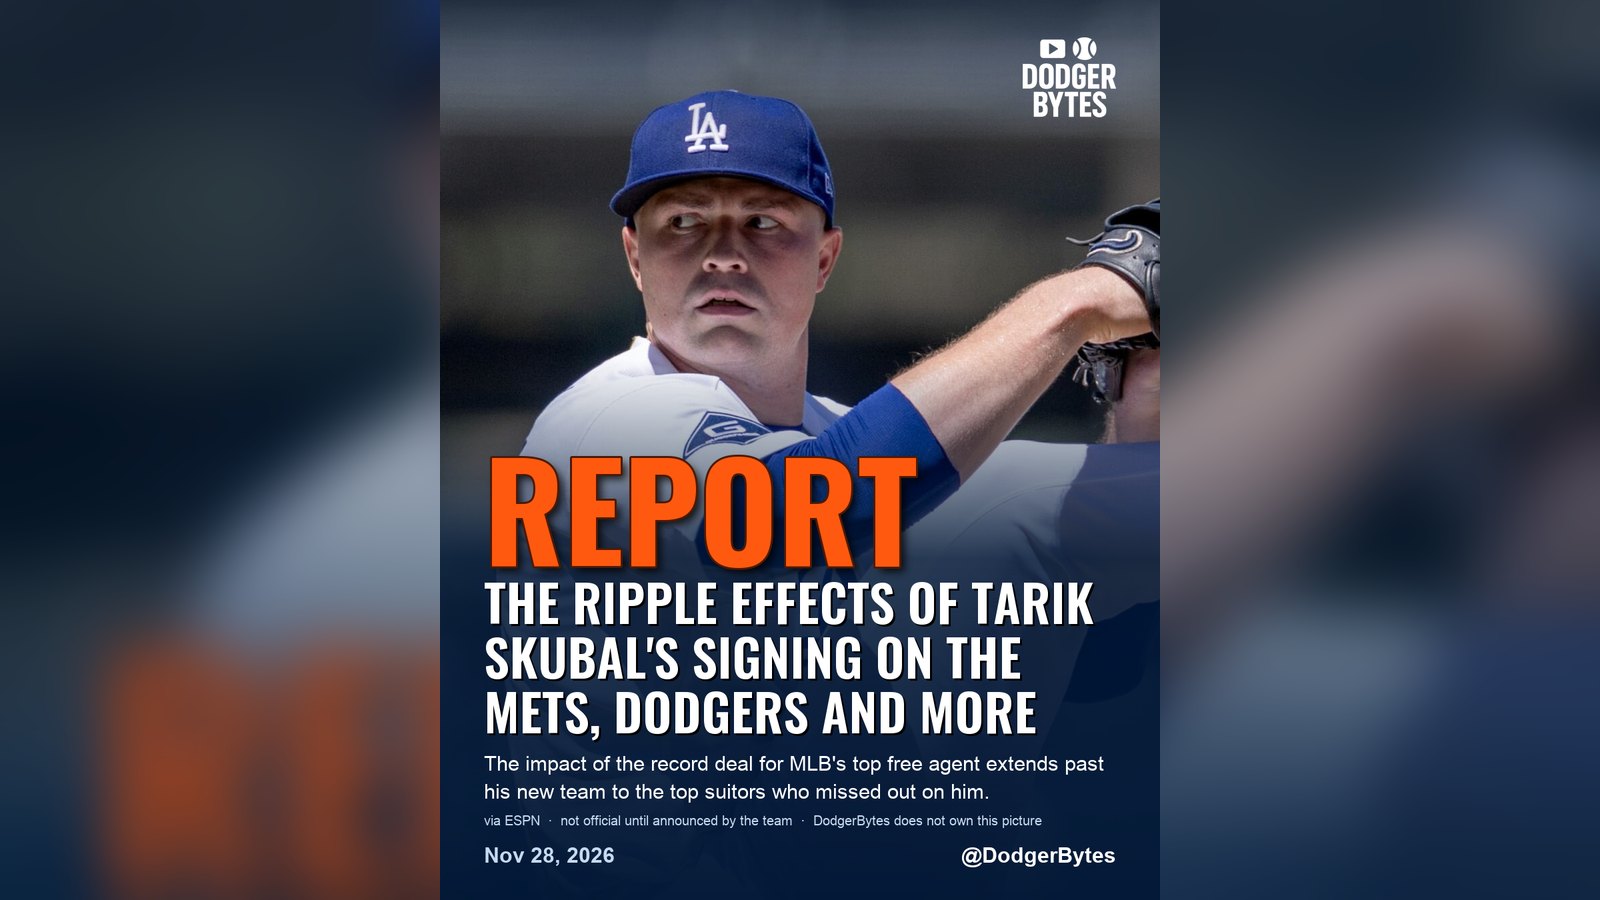 LA
DODGER
BYTES
REPORT
THE RIPPLE EFFECTS OF TARIK
SKUBAL'S SIGNING ON THE
METS, DODGERS AND MORE
The impact of the record deal for MLB's top free agent extends past
his new team to the top suitors who missed out on him.
via ESPN · not official until announced by the team · DodgerBytes does not own this picture
Nov 28, 2026
@DodgerBytes